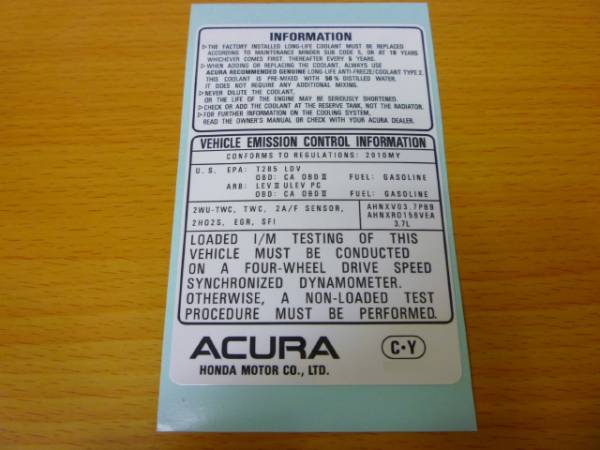 INFORMATION
▷THE FACTORY INSTALLED LONG-LIFE COOLANT MUST BE REPLACED
ACCORDING TO MAINTENANCE MINDER SUB CODE 5, OR AT 10 YEARS
WHICHEVER COMES FIRST. THEREAFTER EVERY 5 YEARS.
▷WHEN ADDING OR REPLACING THE COOLANT, ALWAYS USE
ACURA RECOMMENDED GENUINE LONG-LIFE ANTI-FREEZE/COOLANT TYPE 2.
THIS COOLANT IS PRE-MIXED WITH 50% DISTILLED WATER.
IT DOES NOT REQUIRE ANY ADDITIONAL MIXING.
▷NEVER DILUTE THE COOLANT,
OR THE LIFE OF THE ENGINE MAY BE SERIOUSLY SHORTENED.
▷CHECK OR ADD THE COOLANT AT THE RESERVE TANK, NOT THE RADIATOR.
▷FOR FURTHER INFORMATION ON THE COOLING SYSTEM,
READ THE OWNER'S MANUAL OR CHECK WITH YOUR ACURA DEALER.
VEHICLE EMISSION CONTROL INFORMATION
CONFORMS TO REGULATIONS: 2010MY
U.S. EPA: T2B5 LDV
OBD: CA OBDⅡ FUEL: GASOLINE
ARB: LEVⅡ ULEV PC
OBD: CA OBDⅡ FUEL: GASOLINE
2WU-TWC, TWC, 2A/F SENSOR,
2HO2S, EGR, SFI
AHNXV03.7PB9
AHNXR0158VEA
3.7L
LOADED I/M TESTING OF THIS
VEHICLE MUST BE CONDUCTED
ON A FOUR-WHEEL DRIVE SPEED
SYNCHRONIZED DYNAMOMETER.
OTHERWISE, A NON-LOADED TEST
PROCEDURE MUST BE PERFORMED.
ACURA
HONDA MOTOR CO., LTD.
C·Y